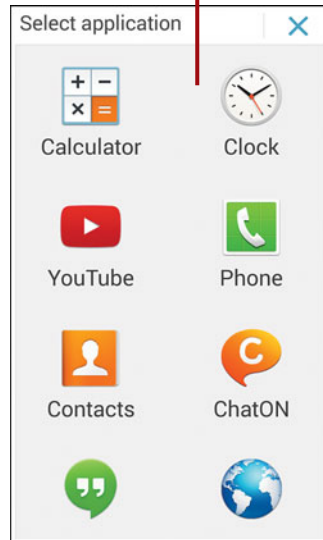 Select application
Calculator Clock
YouTube Phone
Contacts ChatON